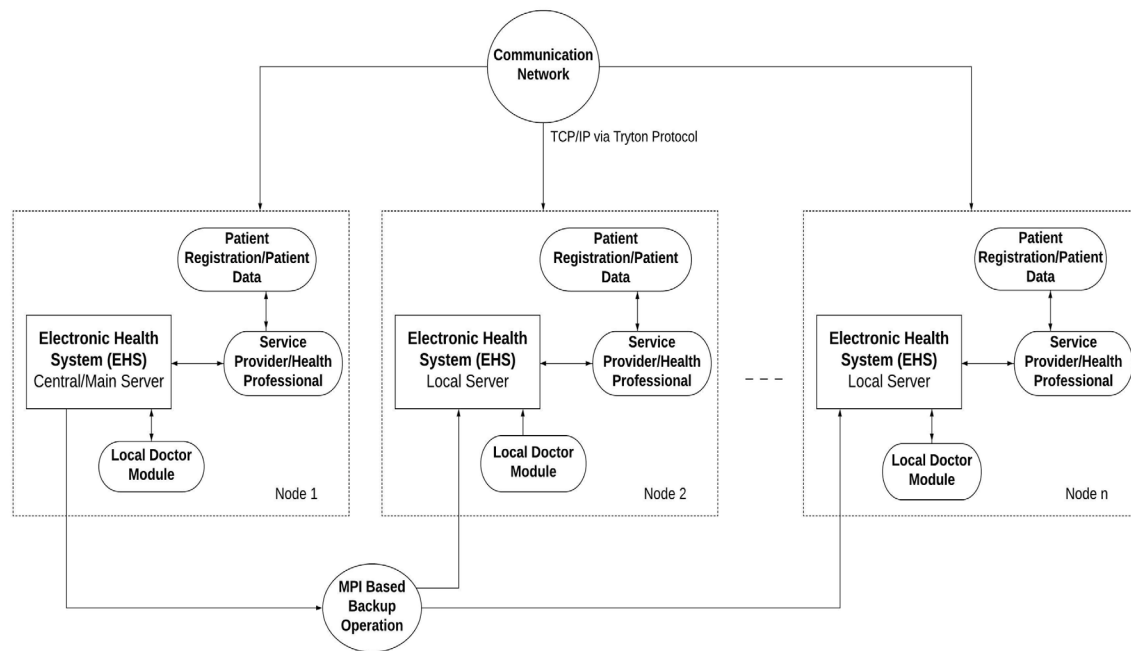 Communication
Network
TCP/IP via Tryton Protocol
Patient
Registration/Patient
Data
Electronic Health
System (EHS)
Central/Main Server
Service
Provider/Health
Professional
Local Doctor
Module
Node 1
Patient
Registration/Patient
Data
Electronic Health
System (EHS)
Local Server
Service
Provider/Health
Professional
Local Doctor
Module
Node 2
Patient
Registration/Patient
Data
Electronic Health
System (EHS)
Local Server
Service
Provider/Health
Professional
Local Doctor
Module
Node n
MPI Based
Backup
Operation